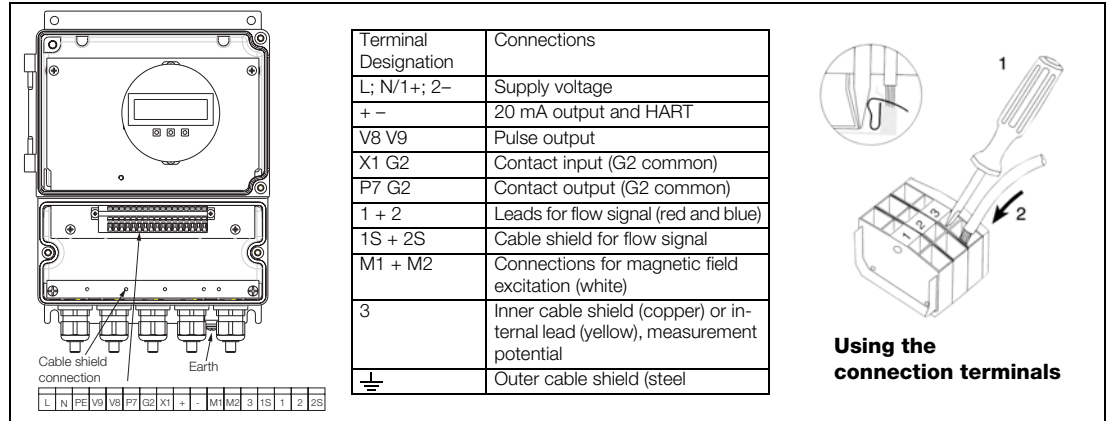 Cable shield
connection
Earth
L N PE V9 V8 P7 G2 X1 + - M1 M2 3 1S 1 2 2S
Terminal Designation Connections
L; N/1+; 2– Supply voltage
+ – 20 mA output and HART
V8 V9 Pulse output
X1 G2 Contact input (G2 common)
P7 G2 Contact output (G2 common)
1 + 2 Leads for flow signal (red and blue)
1S + 2S Cable shield for flow signal
M1 + M2 Connections for magnetic field
excitation (white)
3 Inner cable shield (copper) or in-
ternal lead (yellow), measurement
potential
Outer cable shield (steel
1
2
1 2 3
Using the
connection terminals